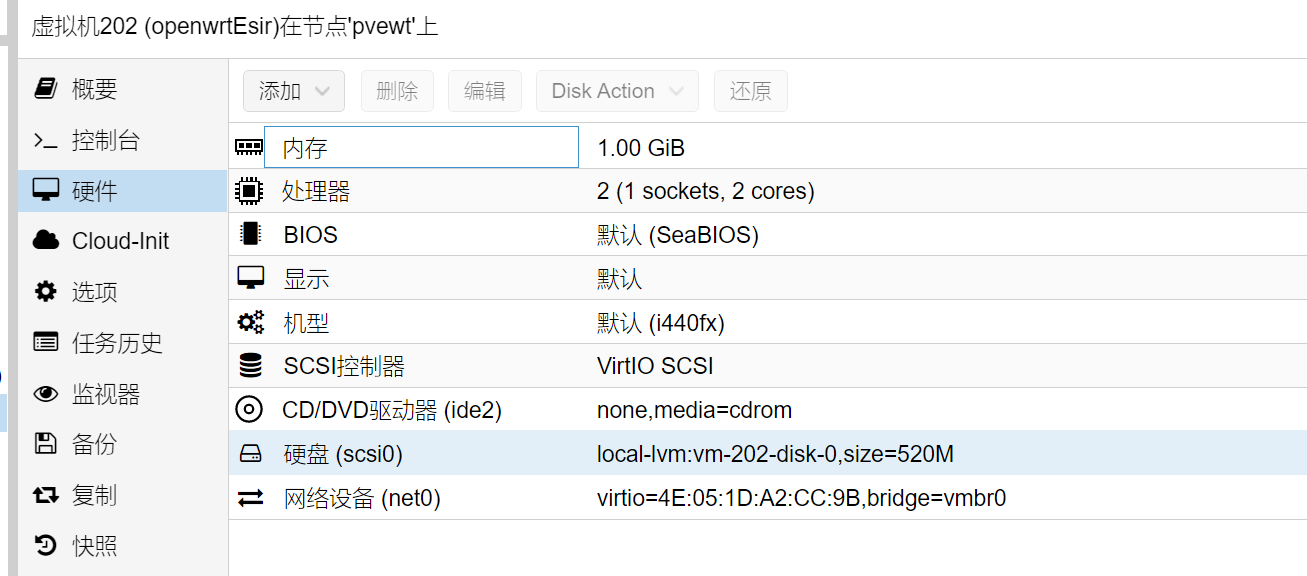 虚拟机202 (openwrtEsir)在节点'pvewt'上
概要
控制台
硬件
Cloud-Init
选项
任务历史
监视器
备份
复制
快照
添加 删除 编辑 Disk Action 还原
内存 1.00 GiB
处理器 2 (1 sockets, 2 cores)
BIOS 默认 (SeaBIOS)
显示 默认
机型 默认 (i440fx)
SCSI控制器 VirtIO SCSI
CD/DVD驱动器 (ide2) none,media=cdrom
硬盘 (scsi0) local-lvm:vm-202-disk-0,size=520M
网络设备 (net0) virtio=4E:05:1D:A2:CC:9B,bridge=vmbr0